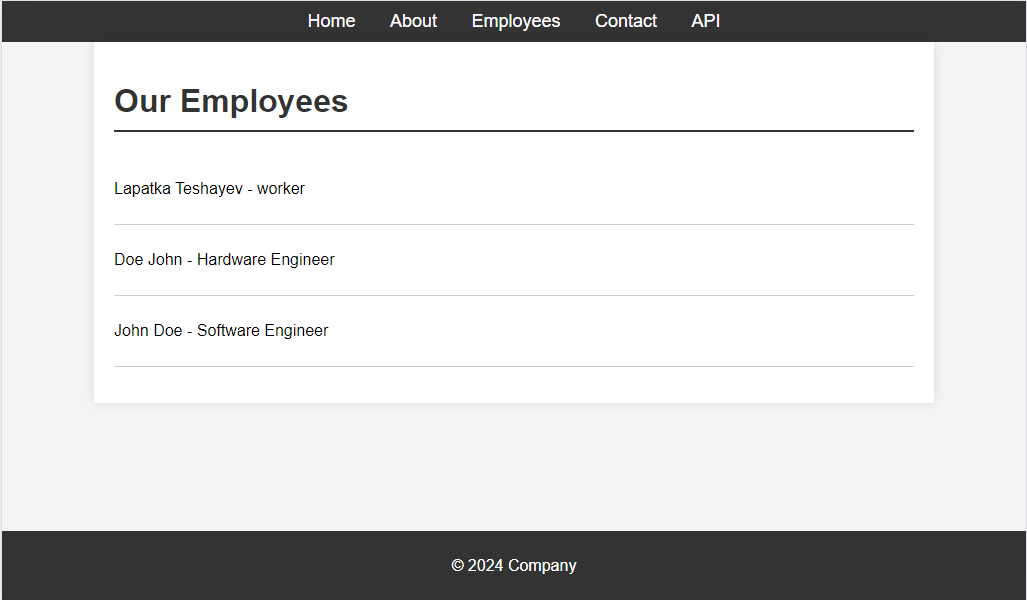 Home About Employees Contact API
Our Employees
Lapatka Teshayev - worker
Doe John - Hardware Engineer
John Doe - Software Engineer
© 2024 Company